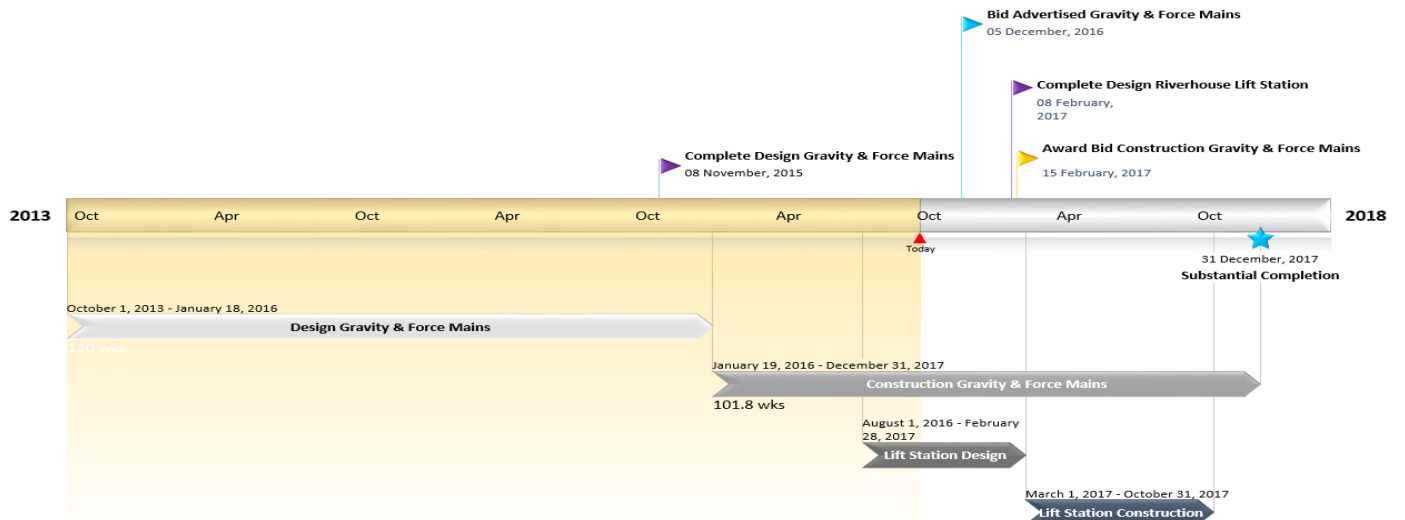 Bid Advertised Gravity & Force Mains
05 December, 2016
Complete Design Riverhouse Lift Station
08 February,
2017
Complete Design Gravity & Force Mains
08 November, 2015
Award Bid Construction Gravity & Force Mains
15 February, 2017
2013 Oct Apr Oct Apr Oct Apr Oct Apr Oct 2018
Today
31 December, 2017
Substantial Completion
October 1, 2013 - January 18, 2016
Design Gravity & Force Mains
120 wks
January 19, 2016 - December 31, 2017
Construction Gravity & Force Mains
101.8 wks
August 1, 2016 - February
28, 2017
Lift Station Design
March 1, 2017 - October 31, 2017
Lift Station Construction